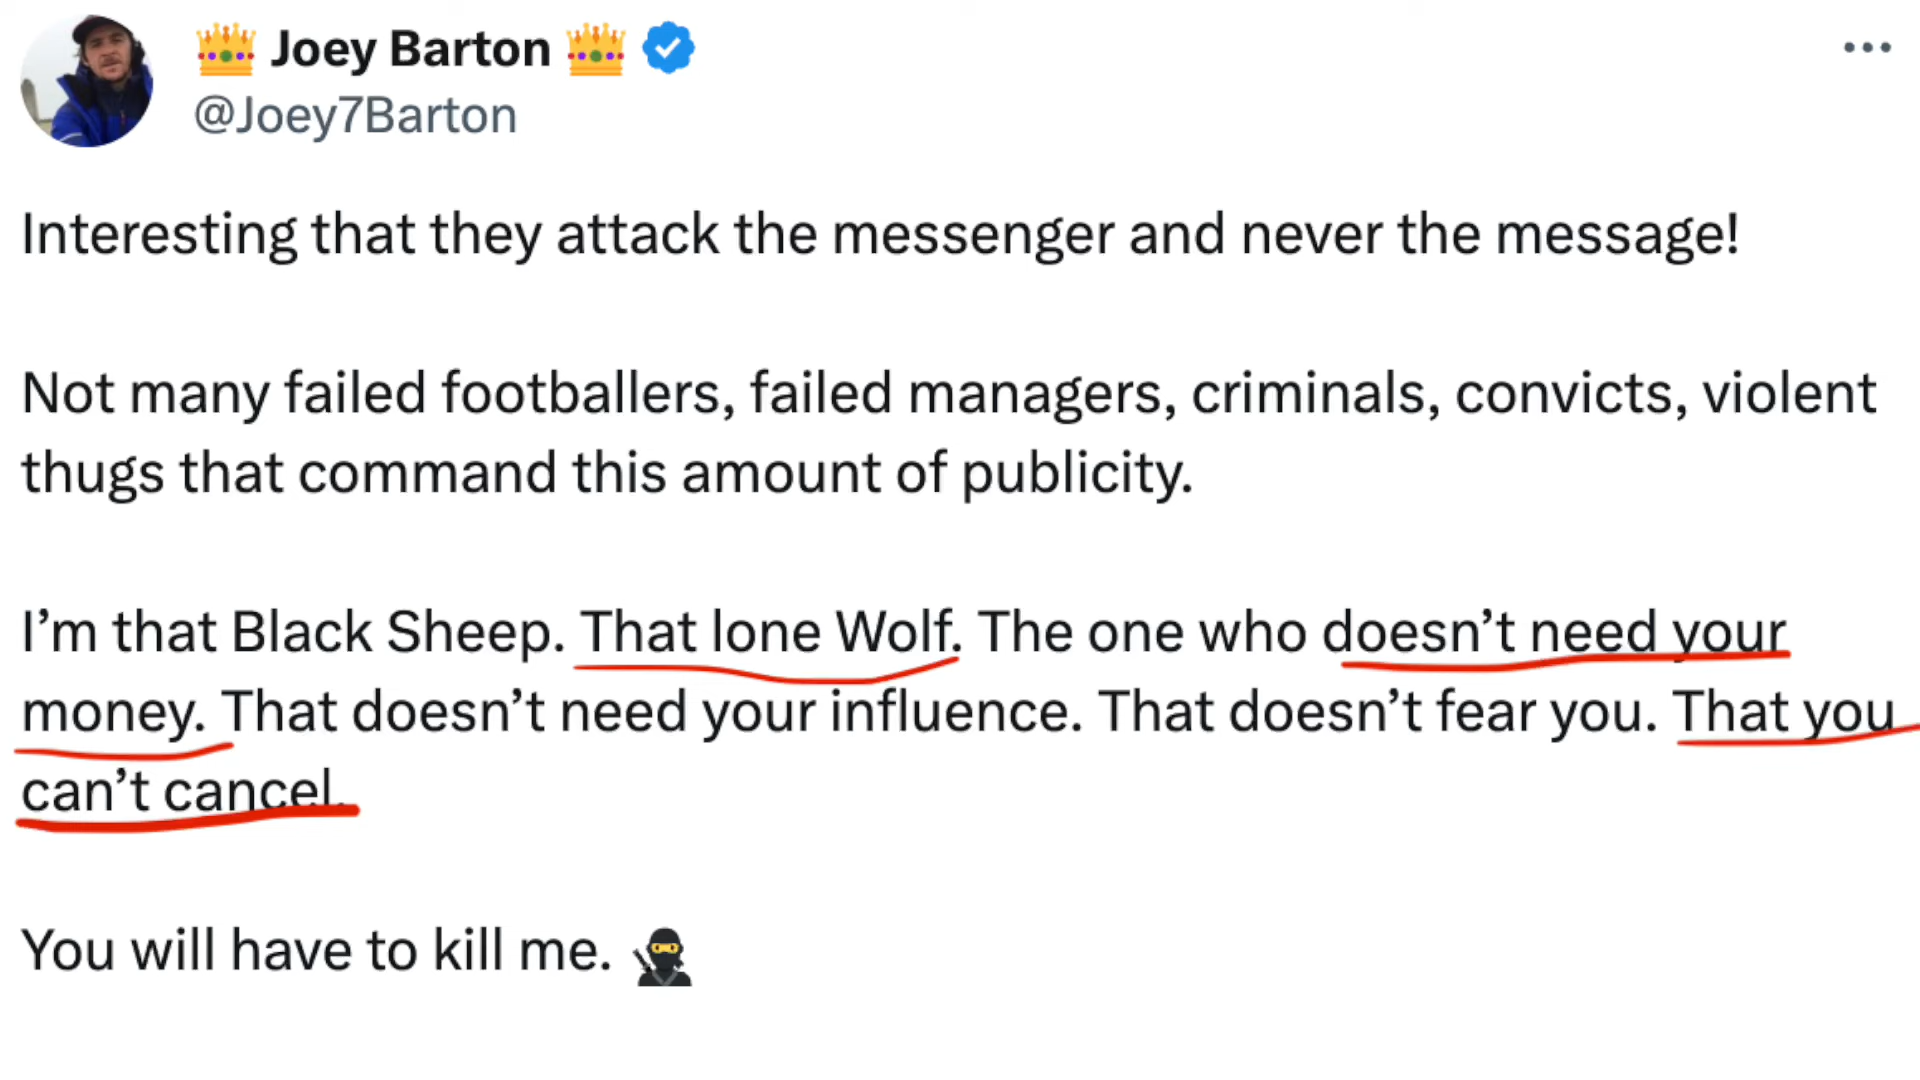 👑 Joey Barton 👑
@Joey7Barton
Interesting that they attack the messenger and never the message!
Not many failed footballers, failed managers, criminals, convicts, violent
thugs that command this amount of publicity.
I’m that Black Sheep. That lone Wolf. The one who doesn’t need your
money. That doesn’t need your influence. That doesn’t fear you. That you
can’t cancel.
You will have to kill me. 🥷